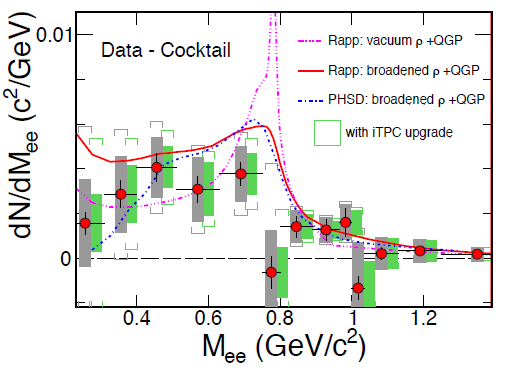 0.01
Data - Cocktail
Rapp: vacuum ρ +QGP
Rapp: broadened ρ +QGP
PHSD: broadened ρ +QGP
with iTPC upgrade
dN/dMee (c²/GeV)
0
0.4
0.6
0.8
1
1.2
Mee (GeV/c²)